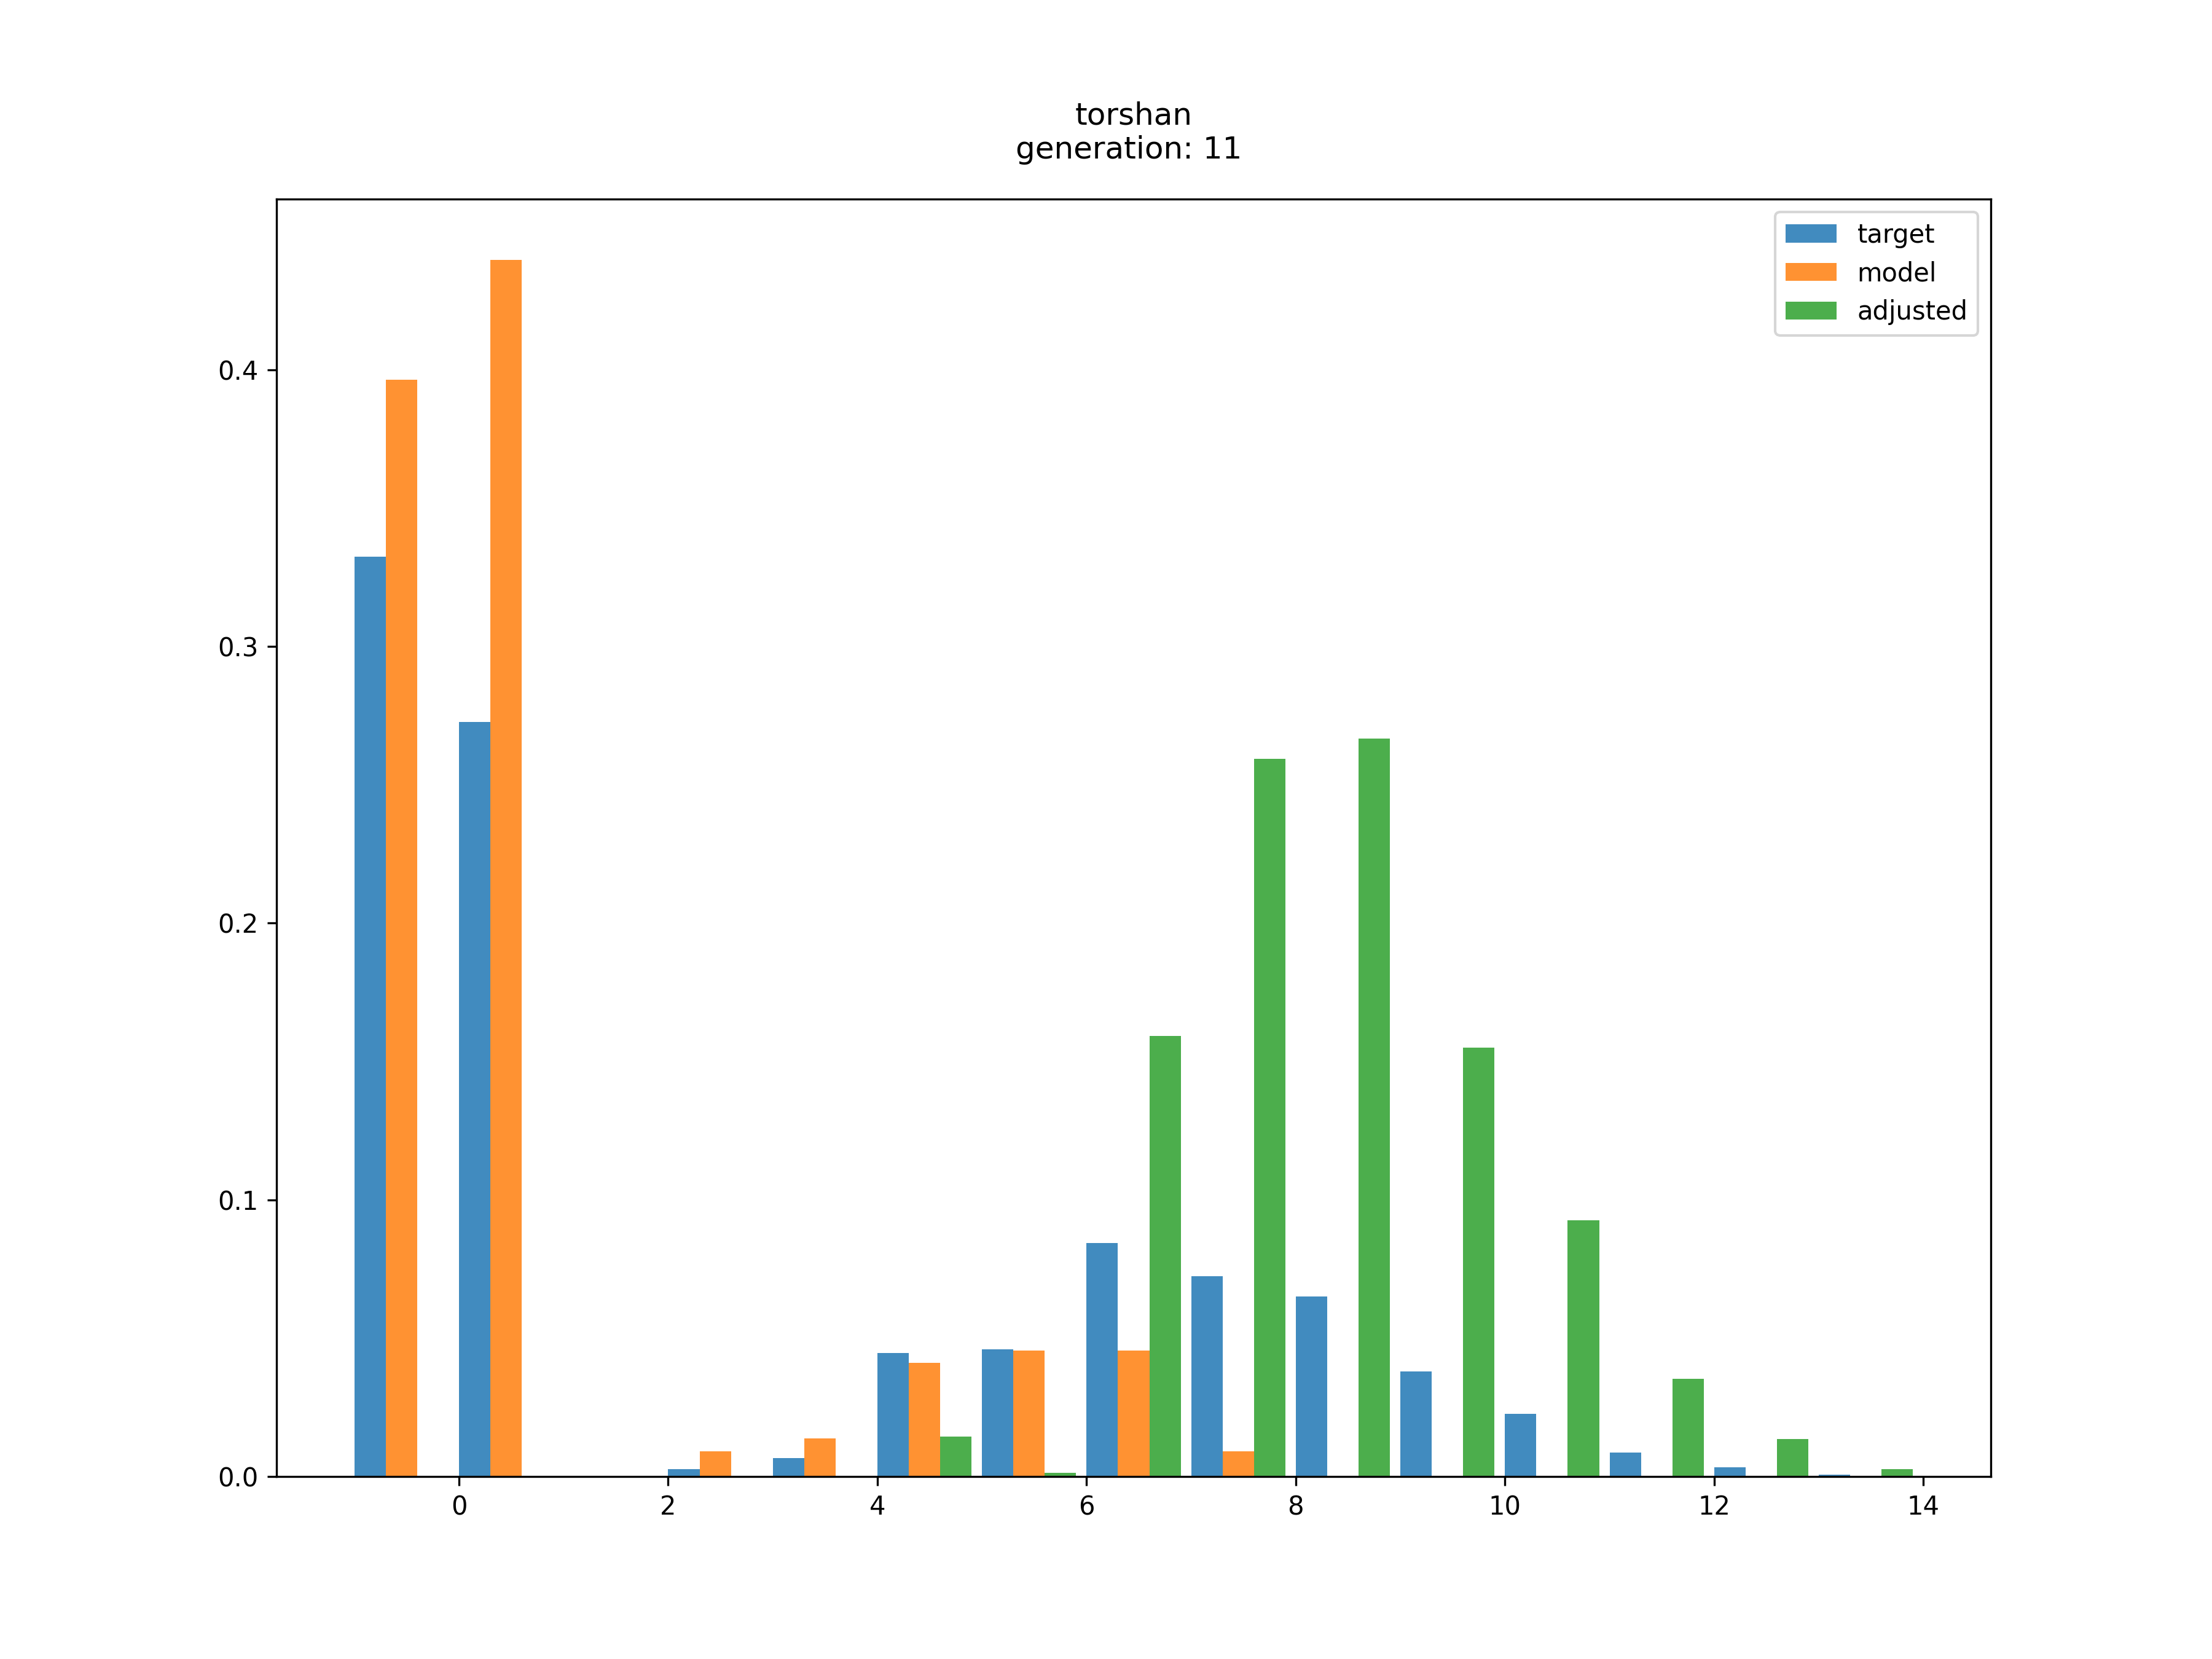 torshan
generation: 11
target
model
adjusted
0.4
0.3
0.2
0.1
0.0
0 2 4 6 8 10 12 14